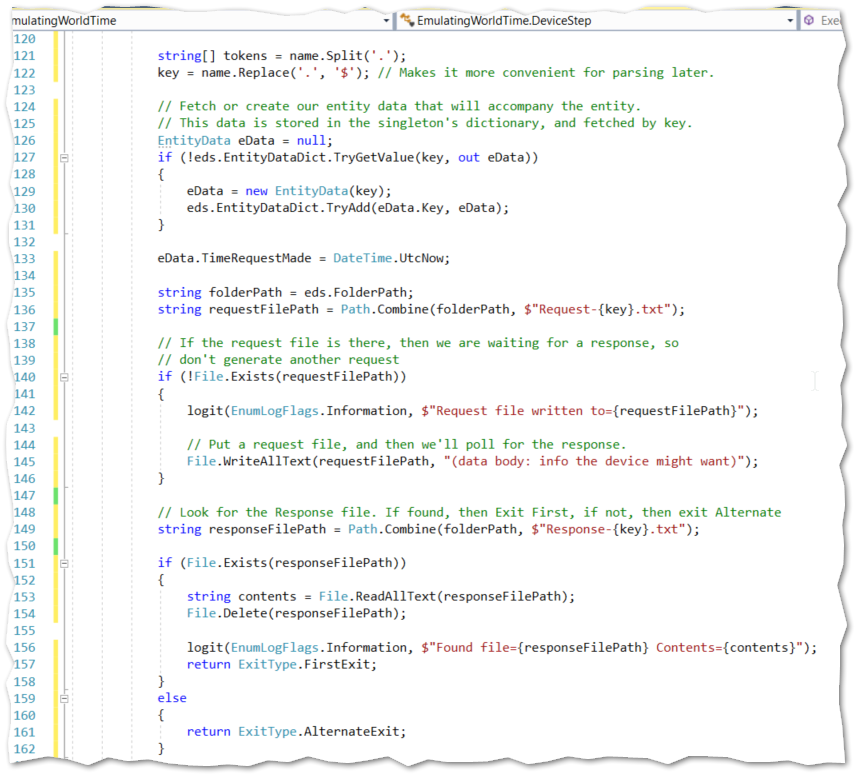 mulatingWorldTime EmulatingWorldTime.DeviceStep Exe
120
121 string[] tokens = name.Split('.');
122 key = name.Replace('.', '$'); // Makes it more convenient for parsing later.
123
124 // Fetch or create our entity data that will accompany the entity.
125 // This data is stored in the singleton's dictionary, and fetched by key.
126 EntityData eData = null;
127 if (!eds.EntityDataDict.TryGetValue(key, out eData))
128 {
129 eData = new EntityData(key);
130 eds.EntityDataDict.TryAdd(eData.Key, eData);
131 }
132
133 eData.TimeRequestMade = DateTime.UtcNow;
134
135 string folderPath = eds.FolderPath;
136 string requestFilePath = Path.Combine(folderPath, $"Request-{key}.txt");
137
138 // If the request file is there, then we are waiting for a response, so
139 // don't generate another request
140 if (!File.Exists(requestFilePath))
141 {
142 logit(EnumLogFlags.Information, $"Request file written to={requestFilePath}");
143
144 // Put a request file, and then we'll poll for the response.
145 File.WriteAllText(requestFilePath, "(data body: info the device might want)");
146 }
147
148 // Look for the Response file. If found, then Exit First, if not, then exit Alternate
149 string responseFilePath = Path.Combine(folderPath, $"Response-{key}.txt");
150
151 if (File.Exists(responseFilePath))
152 {
153 string contents = File.ReadAllText(responseFilePath);
154 File.Delete(responseFilePath);
155
156 logit(EnumLogFlags.Information, $"Found file={responseFilePath} Contents={contents}");
157 return ExitType.FirstExit;
158 }
159 else
160 {
161 return ExitType.AlternateExit;
162 }